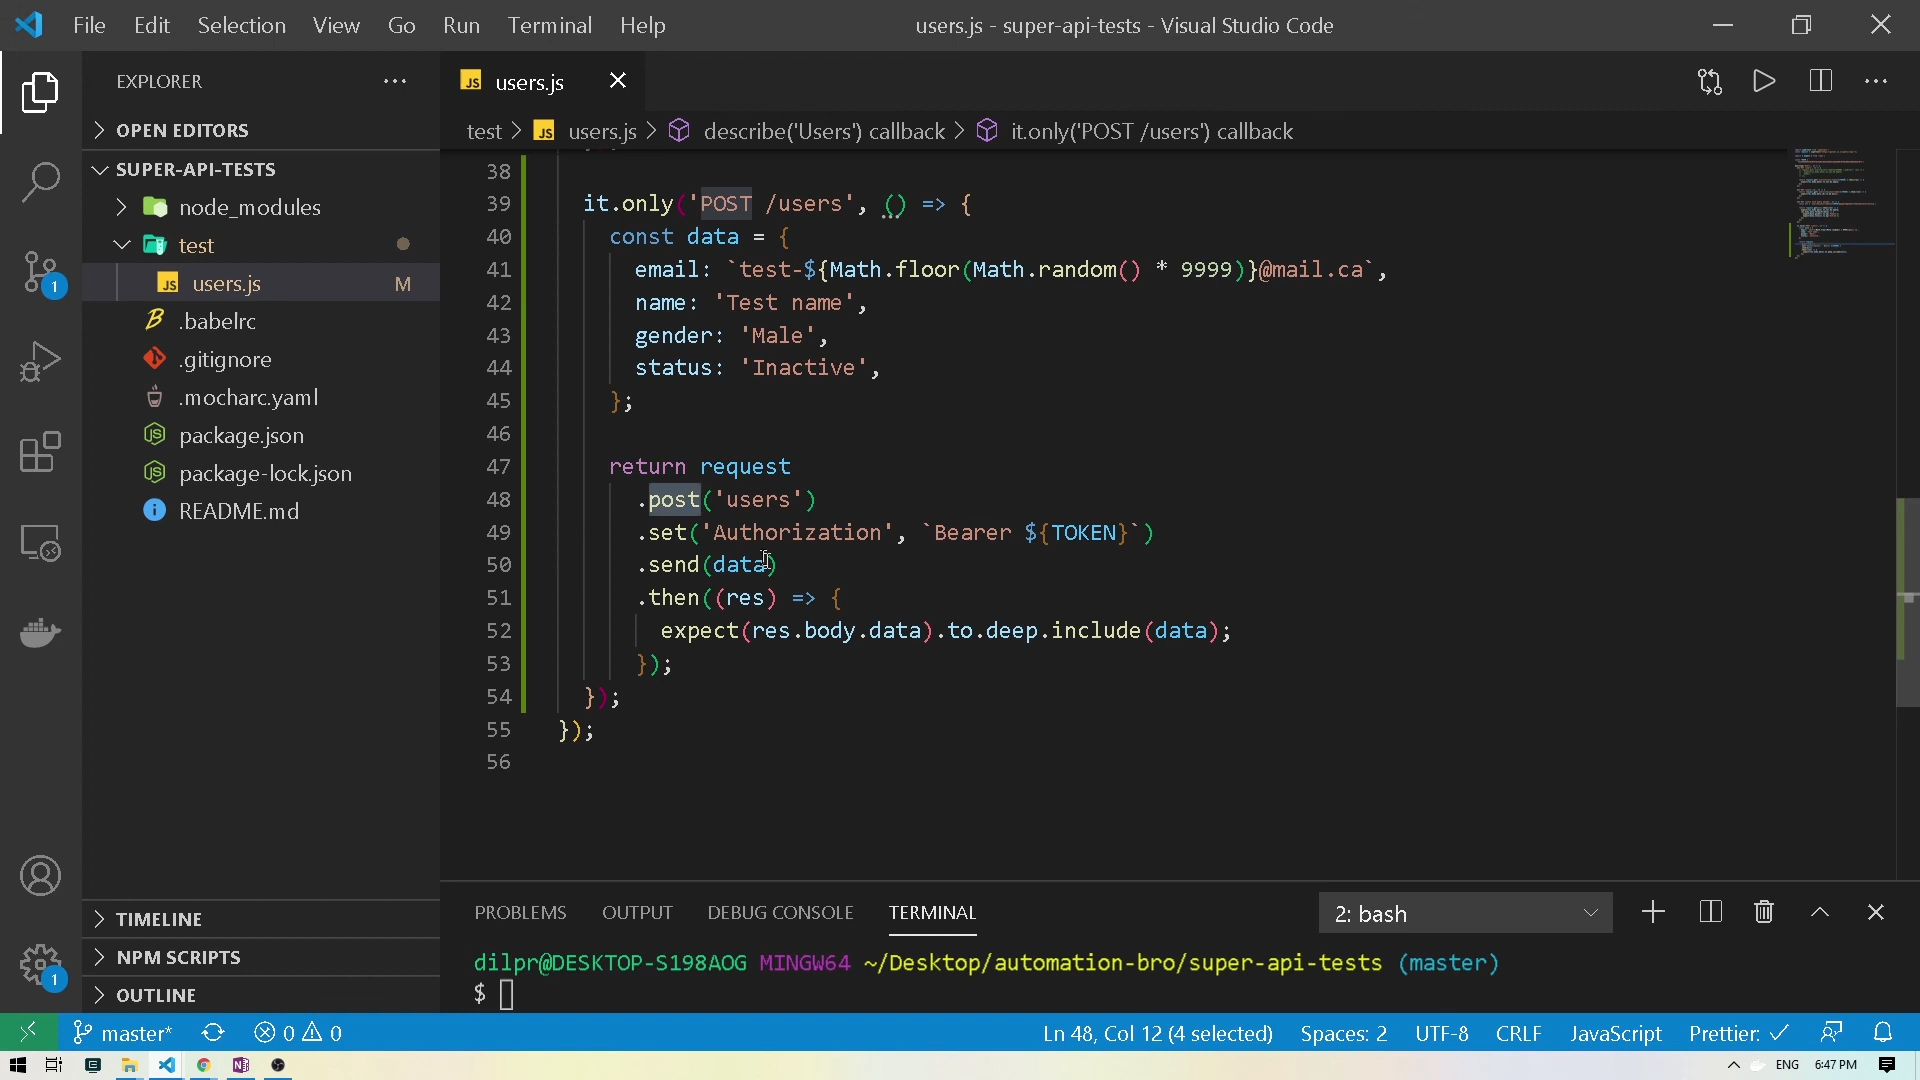 File Edit Selection View Go Run Terminal Help
users.js - super-api-tests - Visual Studio Code
EXPLORER
OPEN EDITORS
SUPER-API-TESTS
node_modules
test
JS users.js M
.babelrc
.gitignore
.mocharc.yaml
package.json
package-lock.json
README.md
TIMELINE
NPM SCRIPTS
OUTLINE
JS users.js
test > JS users.js > describe('Users') callback > it.only('POST /users') callback
38
39 it.only('POST /users', () => {
40 const data = {
41 email: `test-${Math.floor(Math.random() * 9999)}@mail.ca`,
42 name: 'Test name',
43 gender: 'Male',
44 status: 'Inactive',
45 };
46
47 return request
48 .post('users')
49 .set('Authorization', `Bearer ${TOKEN}`)
50 .send(data)
51 .then((res) => {
52 expect(res.body.data).to.deep.include(data);
53 });
54 });
55 });
56
PROBLEMS OUTPUT DEBUG CONSOLE TERMINAL
2: bash
dilpr@DESKTOP-S198AOG MINGW64 ~/Desktop/automation-bro/super-api-tests (master)
$
1
1
master* 0 0
Ln 48, Col 12 (4 selected) Spaces: 2 UTF-8 CRLF JavaScript Prettier: ✓
ENG 6:47 PM